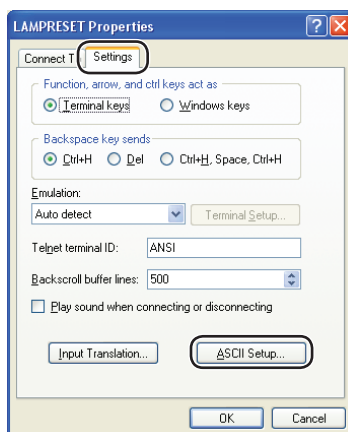 LAMPRESET Properties
Connect T Settings
Function, arrow, and ctrl keys act as
Terminal keys Windows keys
Backspace key sends
Ctrl+H Del Ctrl+H, Space, Ctrl+H
Emulation:
Auto detect Terminal Setup...
Telnet terminal ID: ANSI
Backscroll buffer lines: 500
Play sound when connecting or disconnecting
Input Translation... ASCII Setup...
OK Cancel